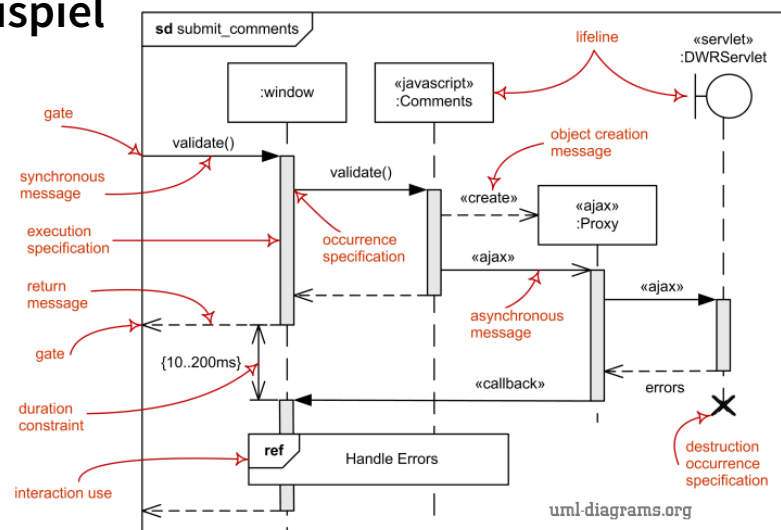 ispiel
sd submit_comments
lifeline
«servlet»
:DWRServlet
:window
«javascript»
:Comments
gate
validate()
object creation
message
synchronous
message
validate()
«create»
«ajax»
:Proxy
execution
specification
occurrence
specification
«ajax»
return
message
«ajax»
asynchronous
message
gate
{10..200ms}
«callback»
errors
duration
constraint
ref
Handle Errors
destruction
occurrence
specification
interaction use
uml-diagrams.org